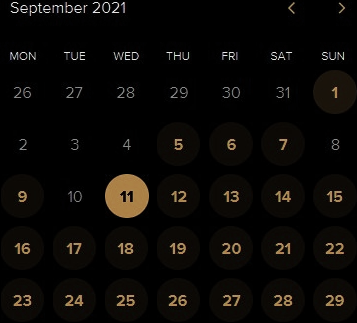 September 2021 < >
MON TUE WED THU FRI SAT SUN
26 27 28 29 30 31 1
2 3 4 5 6 7 8
9 10 11 12 13 14 15
16 17 18 19 20 21 22
23 24 25 26 27 28 29